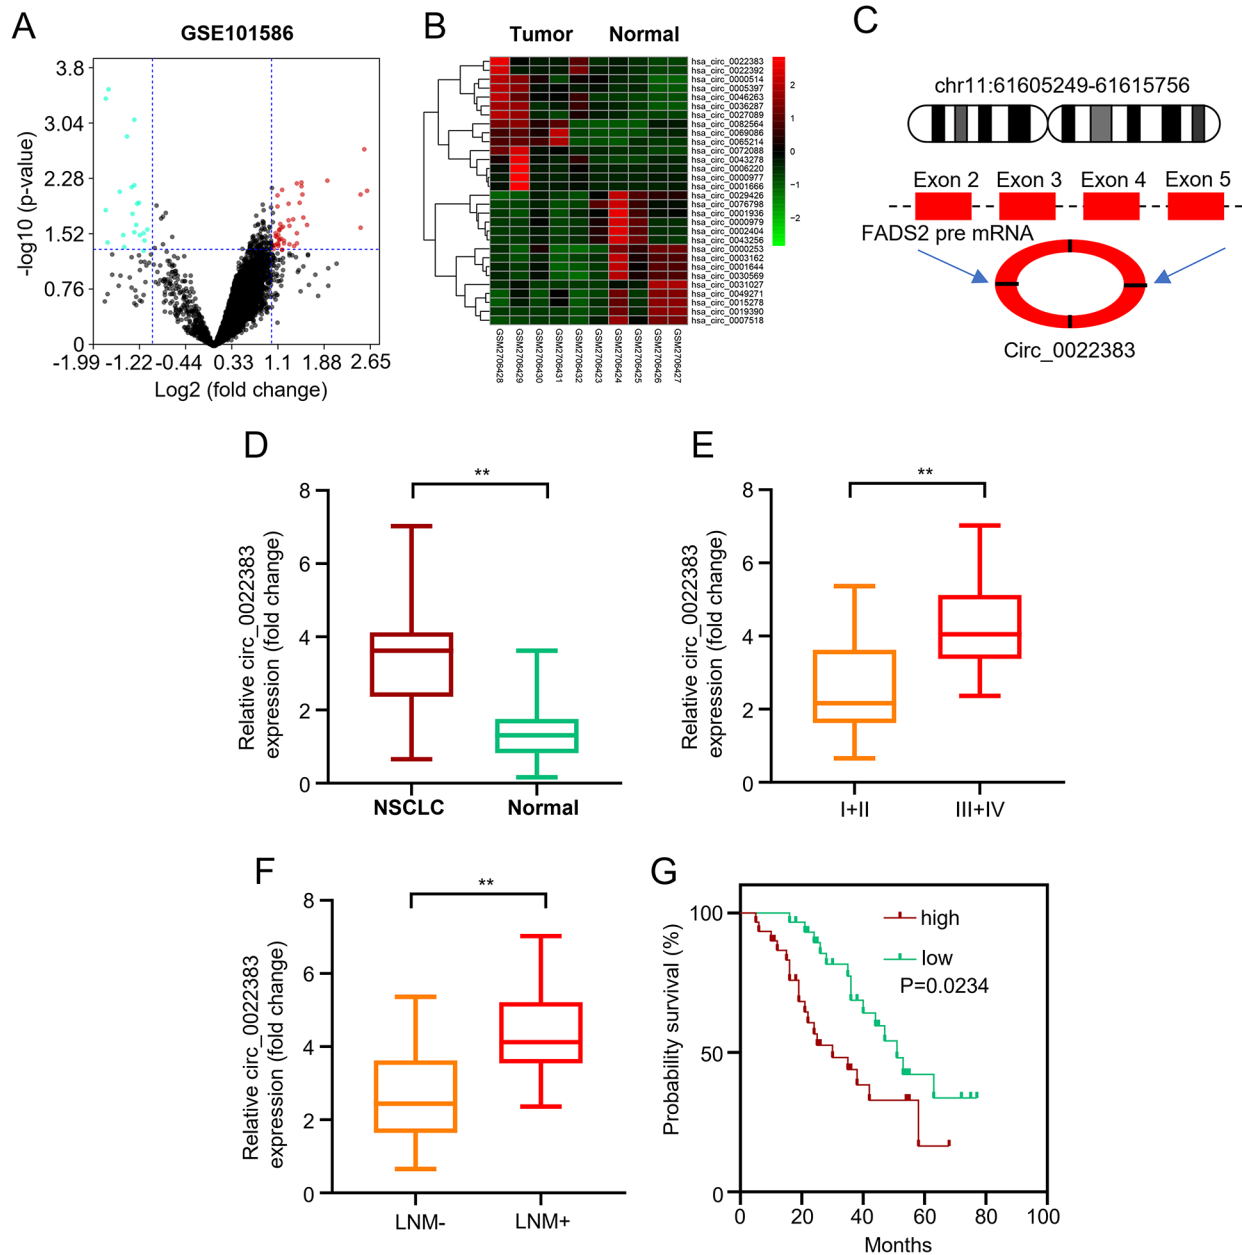 A
GSE101586
3.8
3.04
2.28
1.52
0.76
0
-log10 (p-value)
-1.99 -1.22 -0.44 0.33 1.1 1.88 2.65
Log2 (fold change)
B
Tumor Normal
hsa_circ_0022383
hsa_circ_0022392
hsa_circ_0000514
hsa_circ_0005397
hsa_circ_0046263
hsa_circ_0036287
hsa_circ_0027089
hsa_circ_0082564
hsa_circ_0069086
hsa_circ_0065214
hsa_circ_0072088
hsa_circ_0043278
hsa_circ_0006220
hsa_circ_0000977
hsa_circ_0001666
hsa_circ_0029426
hsa_circ_0076798
hsa_circ_0001936
hsa_circ_0000979
hsa_circ_0002404
hsa_circ_0043256
hsa_circ_0000253
hsa_circ_0003162
hsa_circ_0001644
hsa_circ_0030569
hsa_circ_0031027
hsa_circ_0049271
hsa_circ_0015278
hsa_circ_0019390
hsa_circ_0007518
2
1
0
−1
−2
GSM2706428
GSM2706429
GSM2706430
GSM2706431
GSM2706432
GSM2706423
GSM2706424
GSM2706425
GSM2706426
GSM2706427
C
chr11:61605249-61615756
Exon 2 Exon 3 Exon 4 Exon 5
FADS2 pre mRNA
Circ_0022383
D
**
8
6
4
2
0
Relative circ_0022383
expression (fold change)
NSCLC Normal
E
**
8
6
4
2
0
Relative circ_0022383
expression (fold change)
I+II III+IV
F
**
8
6
4
2
0
Relative circ_0022383
expression (fold change)
LNM- LNM+
G
high
low
P=0.0234
100
50
0
Probability survival (%)
0 20 40 60 80 100
Months